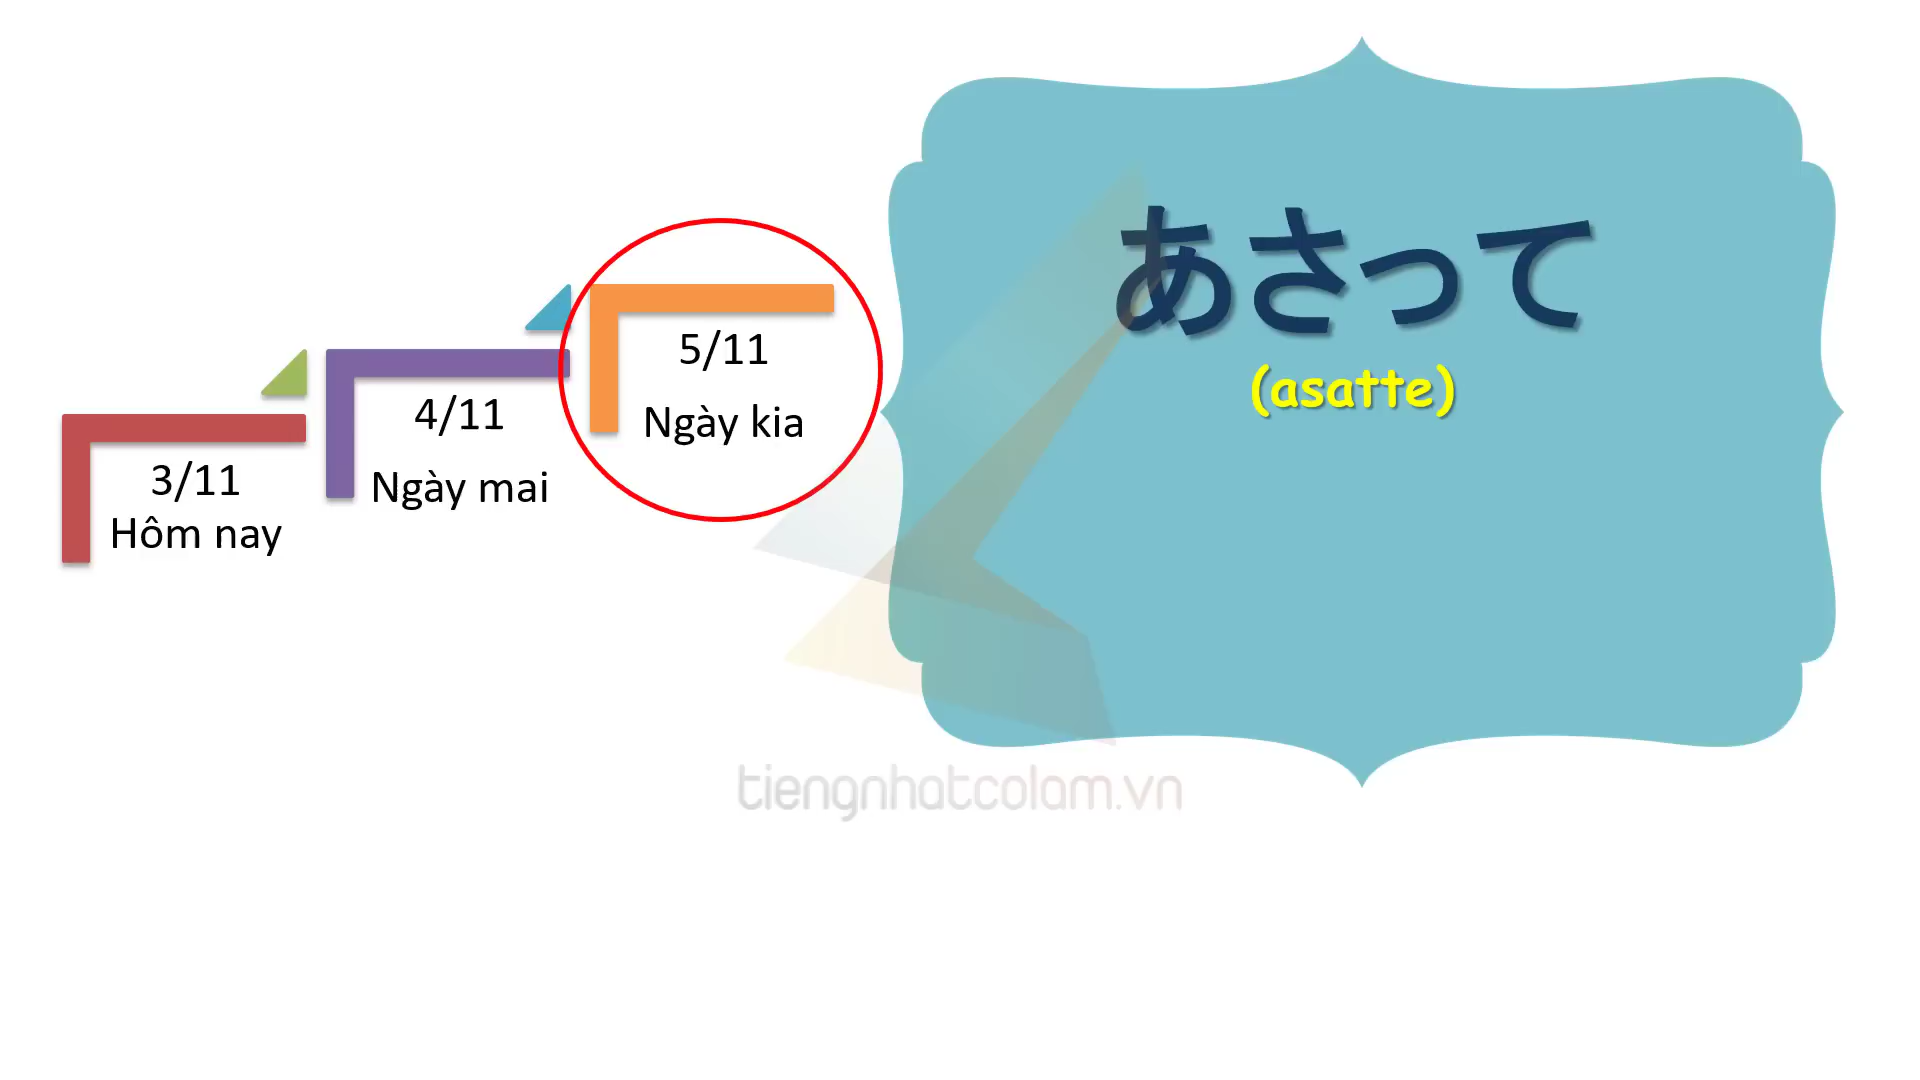 3/11
Hôm nay
4/11
Ngày mai
5/11
Ngày kia
あさって
(asatte)
tiengnhatcolam.vn